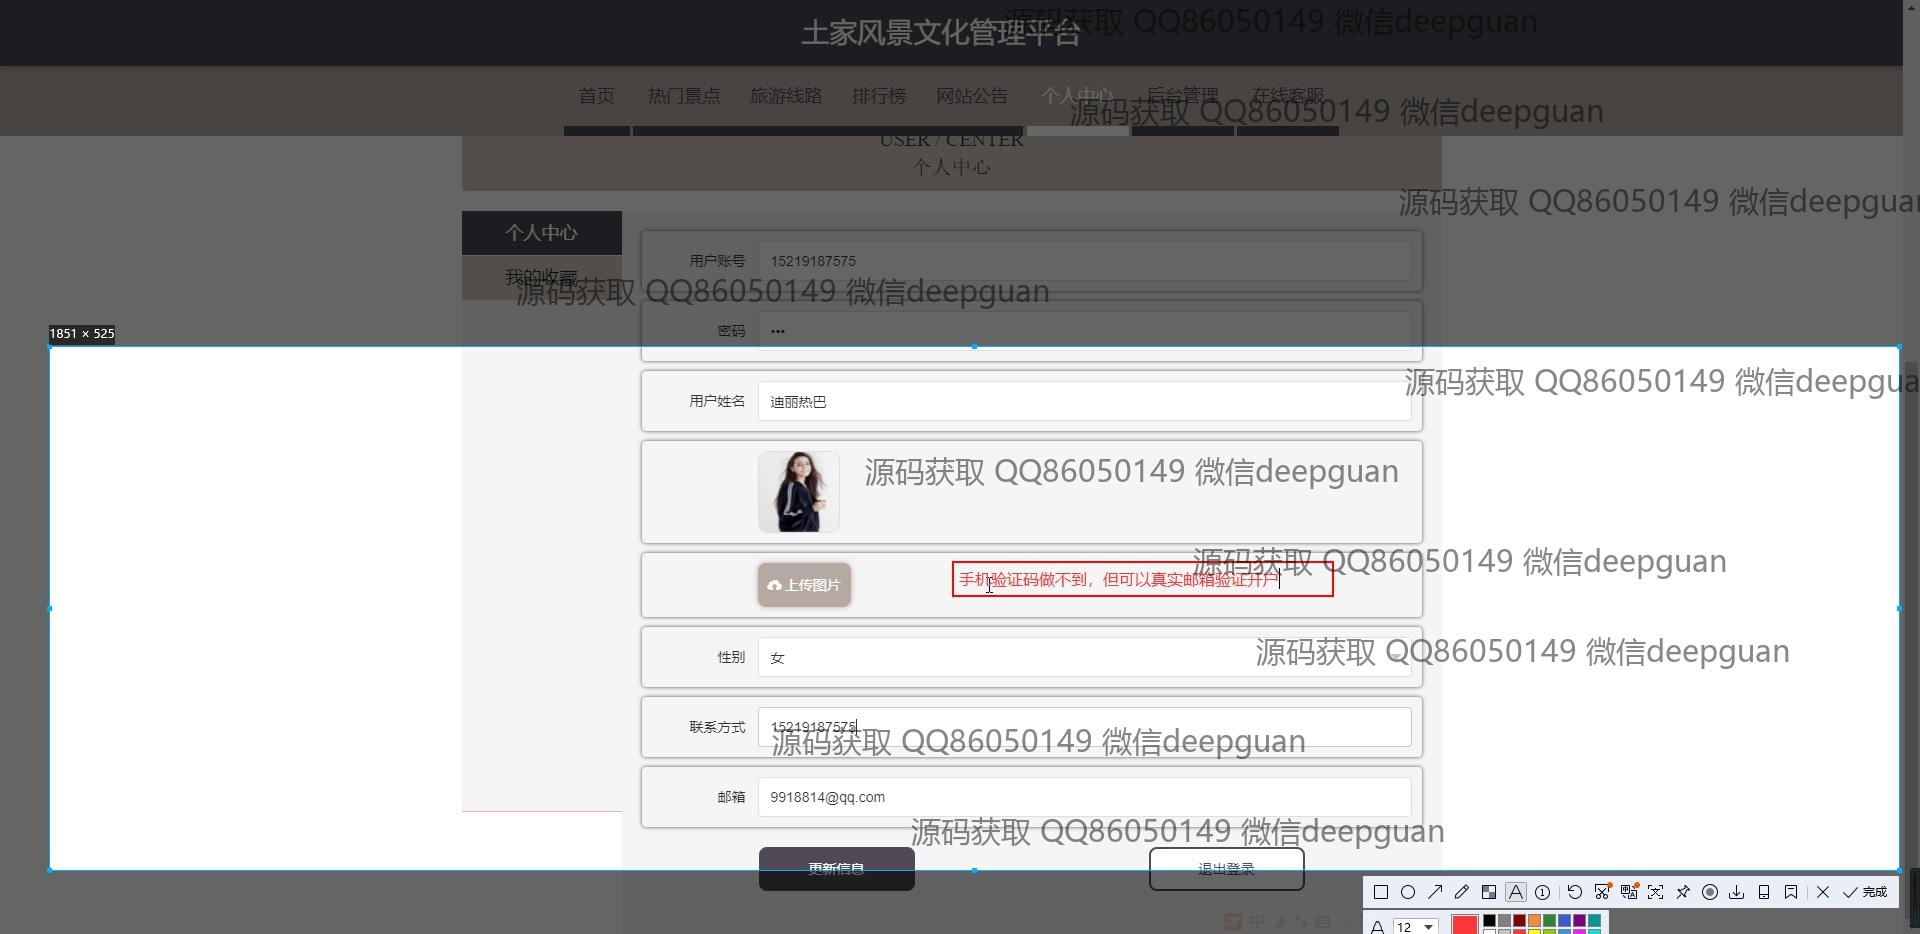 土家风景文化管理平台
源码获取 QQ86050149 微信deepguan
首页 热门景点 旅游线路 排行榜 网站公告 个人中心 后台管理 在线客服
源码获取 QQ86050149 微信deepguan
USER / CENTER
个人中心
源码获取 QQ86050149 微信deepguan
个人中心
用户账号 15219187575
我的收藏
源码获取 QQ86050149 微信deepguan
密码 •••
1851 × 525
源码获取 QQ86050149 微信deepgua
用户姓名 迪丽热巴
源码获取 QQ86050149 微信deepguan
源码获取 QQ86050149 微信deepguan
上传图片 手机验证码做不到，但可以真实邮箱验证开户
性别 女
源码获取 QQ86050149 微信deepguan
联系方式 15219187575
源码获取 QQ86050149 微信deepguan
邮箱 9918814@qq.com
源码获取 QQ86050149 微信deepguan
更新信息 退出登录
完成
中
A 12